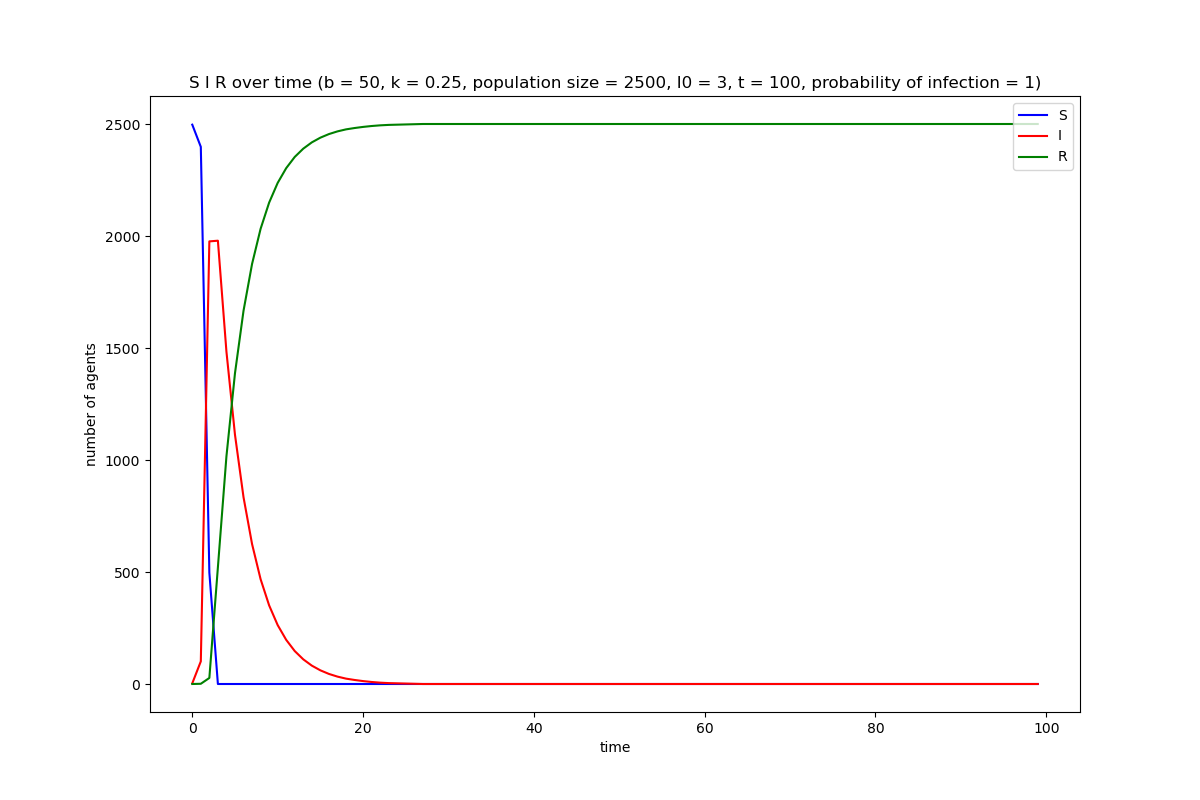 S I R over time (b = 50, k = 0.25, population size = 2500, I0 = 3, t = 100, probability of infection = 1)
S
I
R
number of agents
2500
2000
1500
1000
500
0
0 20 40 60 80 100
time